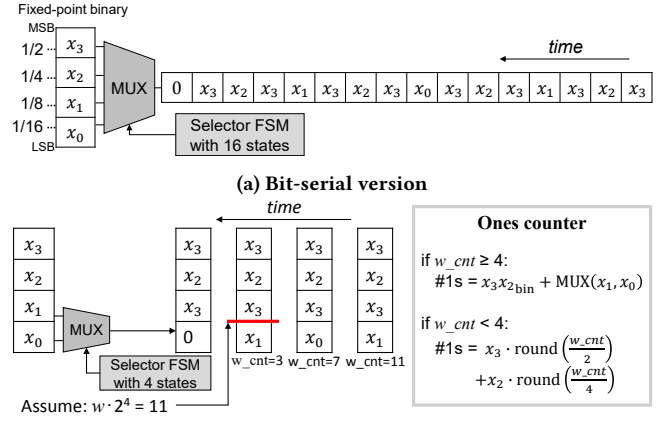 Fixed-point binary
MSB
1/2 x₃
1/4 x₂
1/8 x₁
1/16 x₀
LSB
MUX
time
0 x₃ x₂ x₃ x₁ x₃ x₂ x₃ x₀ x₃ x₂ x₃ x₁ x₃ x₂ x₃
Selector FSM
with 16 states
(a) Bit-serial version
time
x₃ x₃ x₃ x₃ x₃
x₂ x₂ x₂ x₂ x₂
x₁ x₃ x₃ x₃ x₃
x₀ 0 x₁ x₀ x₁
MUX
w_cnt=3 w_cnt=7 w_cnt=11
Selector FSM
with 4 states
Assume: w·2⁴ = 11
Ones counter
if w_cnt ≥ 4:
#1s = x₃x₂bin + MUX(x₁, x₀)
if w_cnt < 4:
#1s = x₃ · round (w_cnt/2)
+x₂ · round (w_cnt/4)